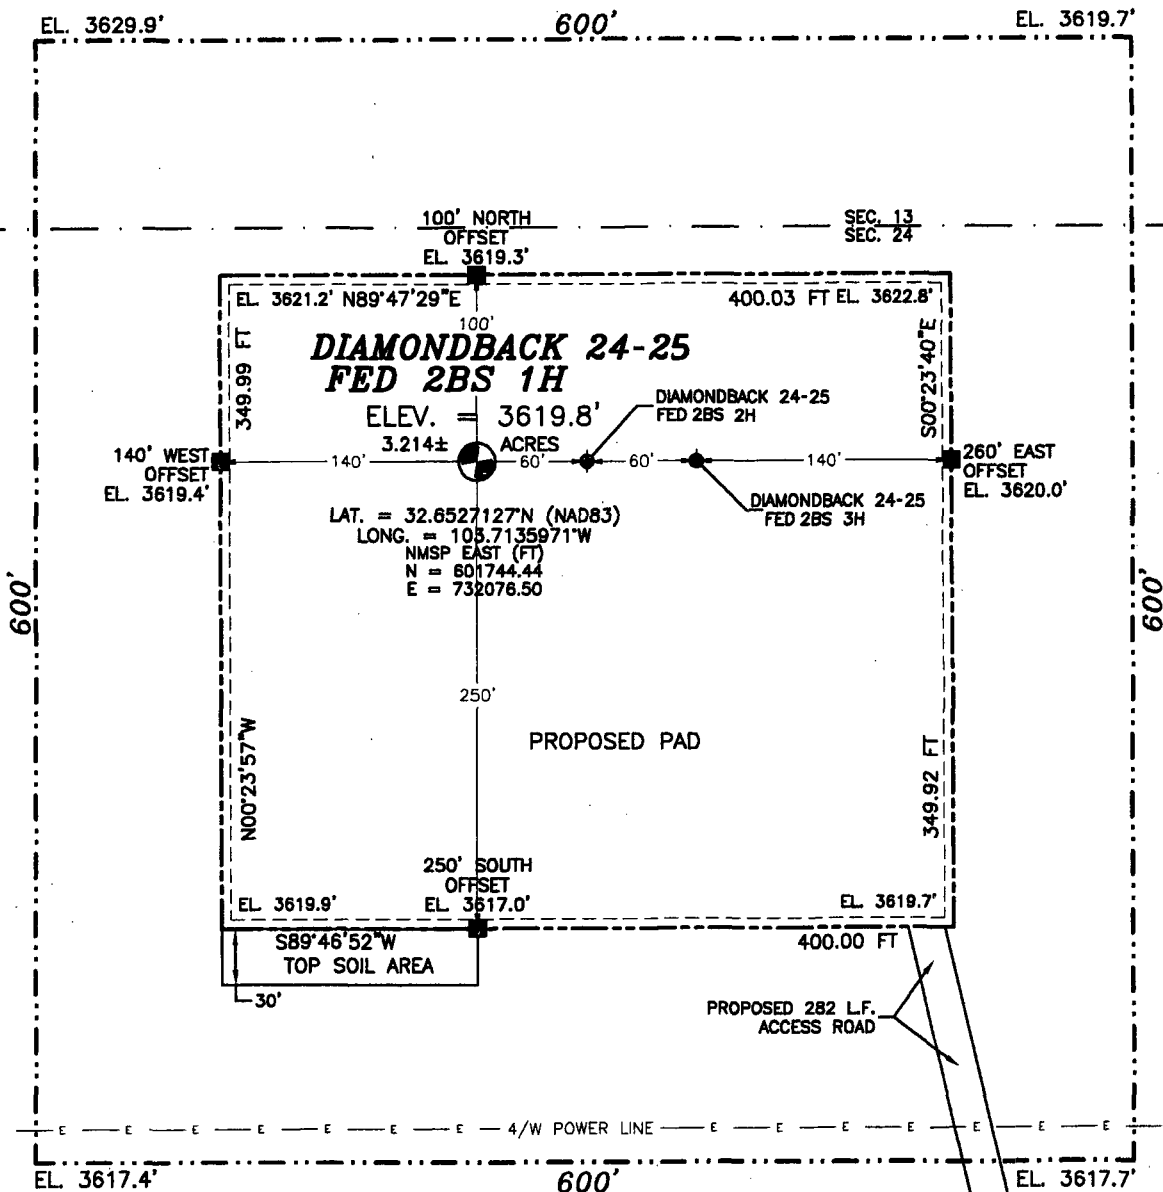 EL. 3629.9'
600'
EL. 3619.7'
100' NORTH
OFFSET
EL. 3619.3'
SEC. 13
SEC. 24
EL. 3621.2' N89°47'29"E
400.03 FT EL. 3622.8'
349.99 FT
100'
S00°23'40"E
DIAMONDBACK 24-25
FED 2BS 1H
ELEV. = 3619.8'
3.214± ACRES
DIAMONDBACK 24-25
FED 2BS 2H
140' WEST
OFFSET
EL. 3619.4'
140'
60'
60'
140'
260' EAST
OFFSET
EL. 3620.0'
DIAMONDBACK 24-25
FED 2BS 3H
LAT. = 32.6527127°N (NAD83)
LONG. = 103.7135971°W
NMSP EAST (FT)
N = 601744.44
E = 732076.50
600'
600'
250'
PROPOSED PAD
N00°23'57"W
349.92 FT
250' SOUTH
OFFSET
EL. 3617.0'
EL. 3619.9'
EL. 3619.7'
S89°46'52"W
400.00 FT
TOP SOIL AREA
30'
PROPOSED 282 L.F.
ACCESS ROAD
E E E E E E E 4/W POWER LINE E E E E E E E
EL. 3617.4'
600'
EL. 3617.7'